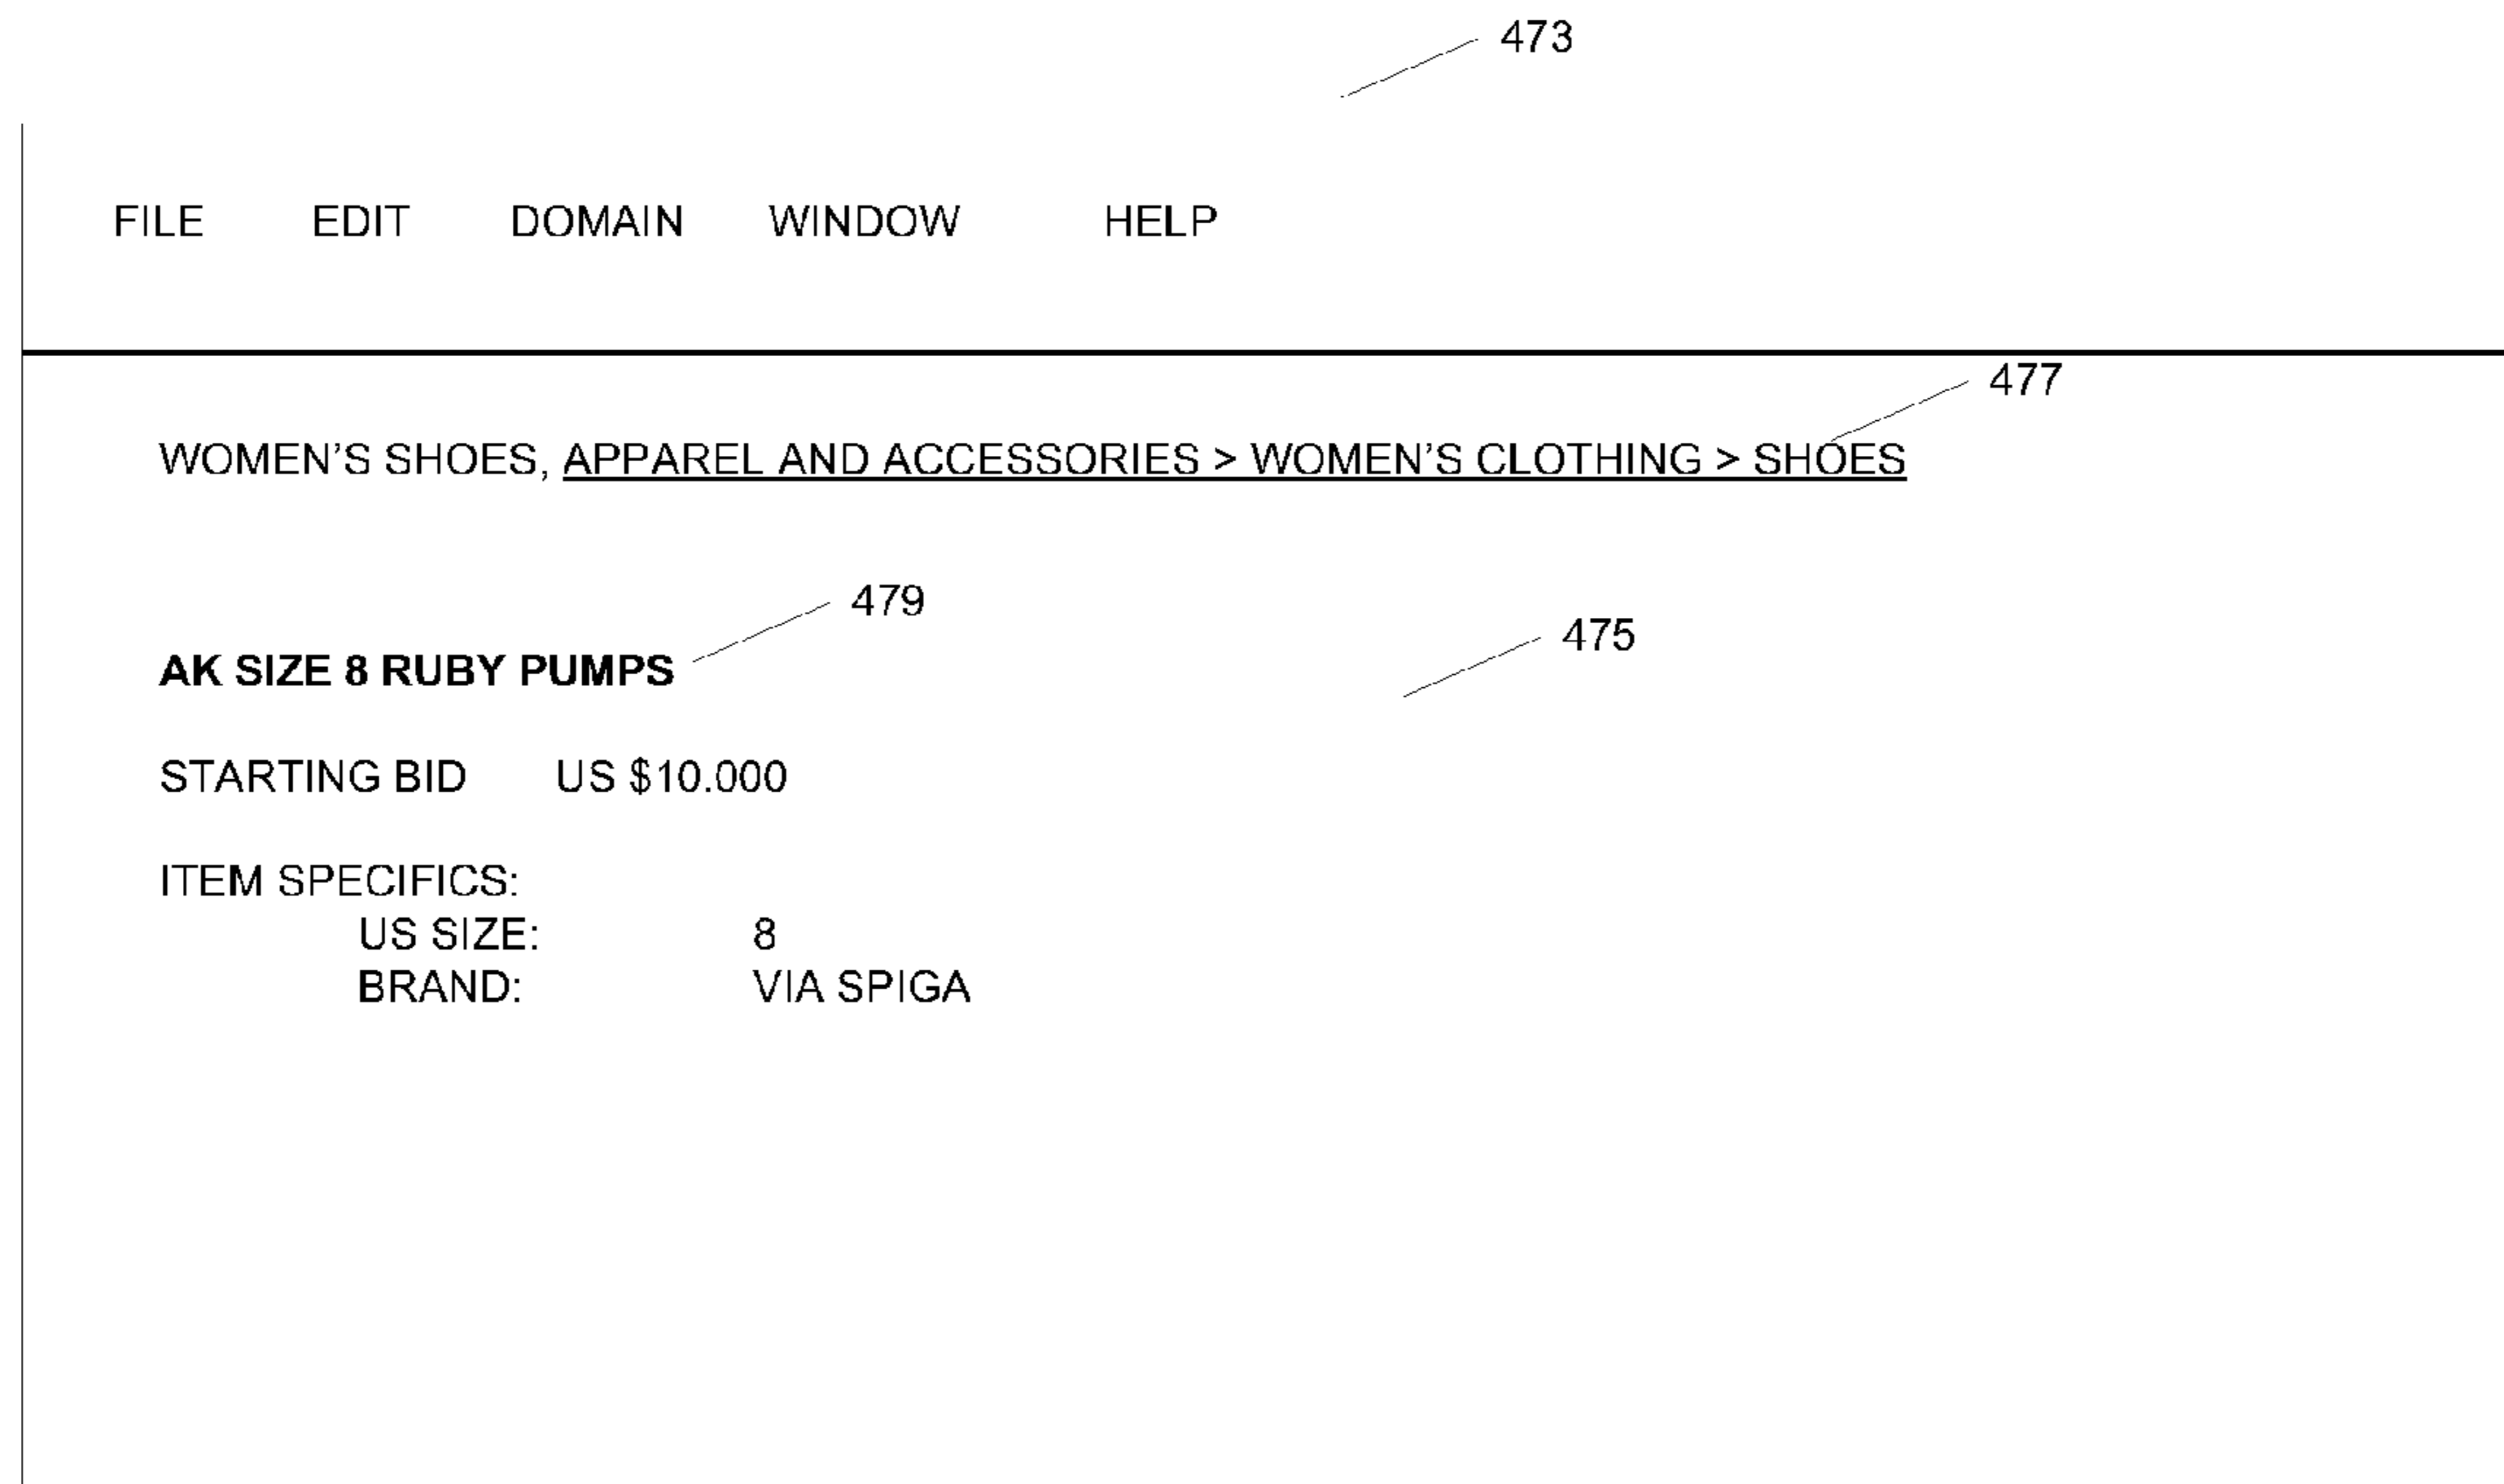 473
FILE EDIT DOMAIN WINDOW HELP
477
WOMEN'S SHOES, APPAREL AND ACCESSORIES > WOMEN'S CLOTHING > SHOES
479
475
AK SIZE 8 RUBY PUMPS
STARTING BID US $10.000
ITEM SPECIFICS:
US SIZE: 8
BRAND: VIA SPIGA